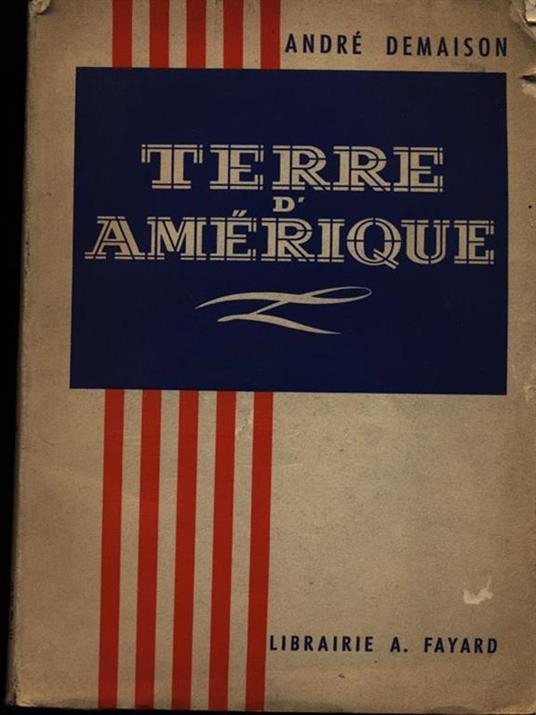 ANDRÉ DEMAISON
TERRE
D'
AMÉRIQUE
LIBRAIRIE A. FAYARD